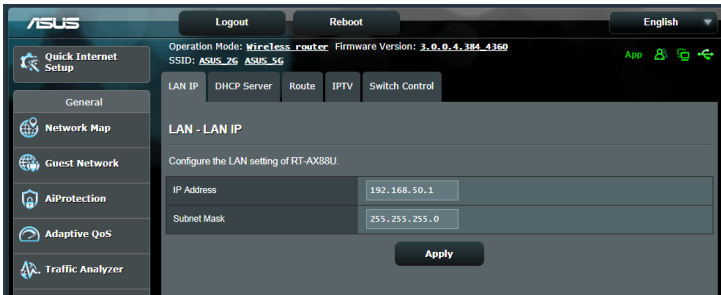 ASUS
Logout
Reboot
English
Quick Internet
Setup
General
Network Map
Guest Network
AiProtection
Adaptive QoS
Traffic Analyzer
Operation Mode: Wireless router Firmware Version: 3.0.0.4.384_4360
SSID: ASUS_2G ASUS_5G
App
LAN IP
DHCP Server
Route
IPTV
Switch Control
LAN - LAN IP
Configure the LAN setting of RT-AX88U.
IP Address 192.168.50.1
Subnet Mask 255.255.255.0
Apply